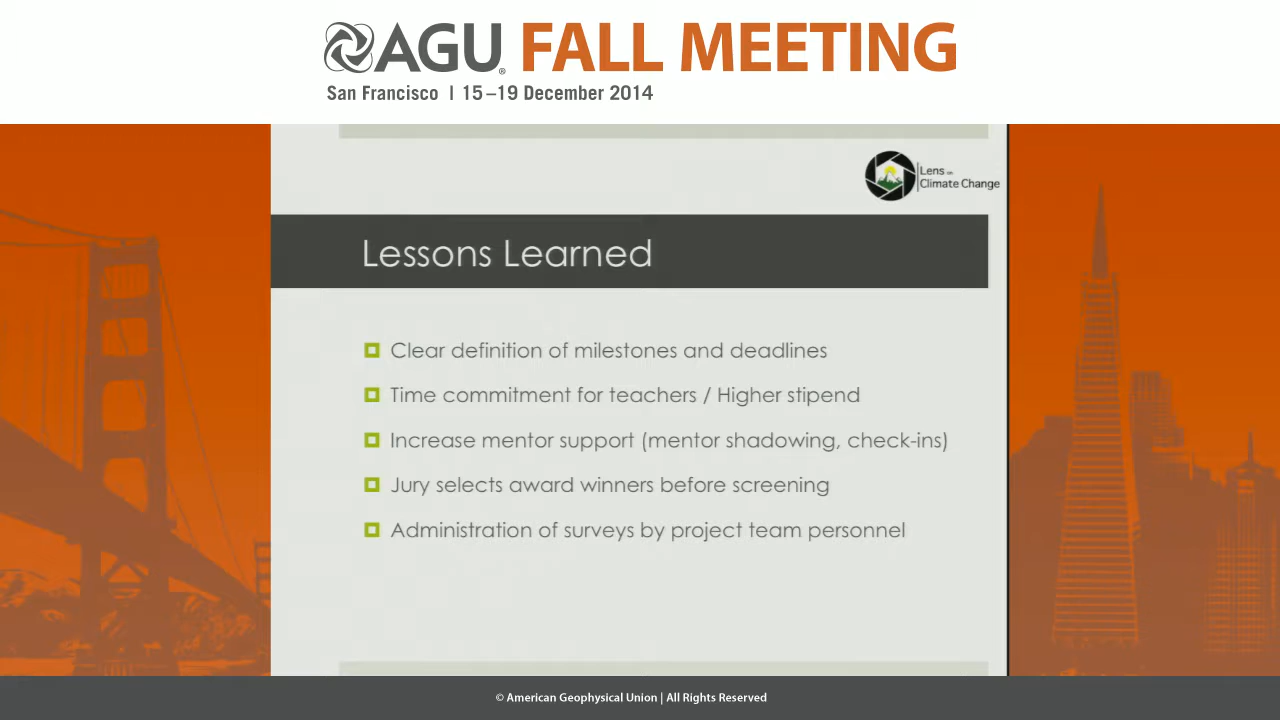 AGU® FALL MEETING
San Francisco | 15–19 December 2014
Lens on
Climate Change
Lessons Learned
Clear definition of milestones and deadlines
Time commitment for teachers / Higher stipend
Increase mentor support (mentor shadowing, check-ins)
Jury selects award winners before screening
Administration of surveys by project team personnel
© American Geophysical Union | All Rights Reserved